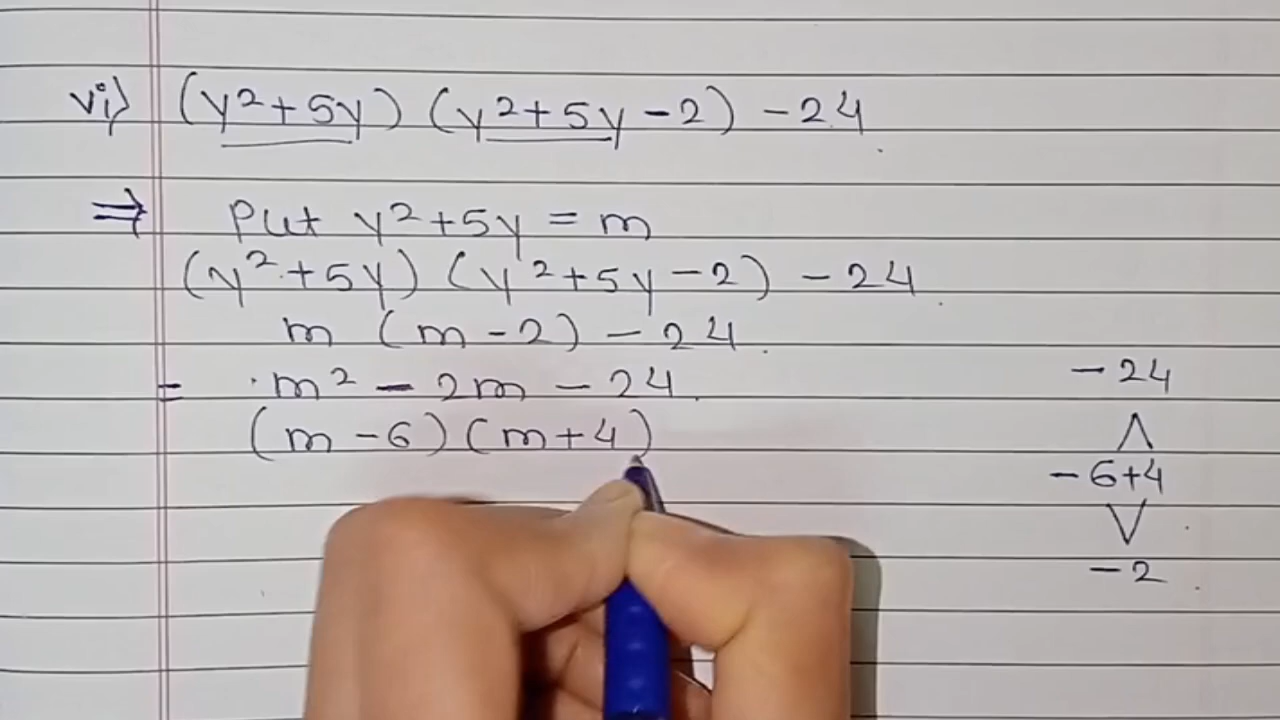 vi) (y²+5y) (y²+5y-2) -24
⇒ Put y²+5y = m
(y²+5y) (y²+5y-2) -24
m (m-2) -24
= m² - 2m - 24
(m-6)(m+4)
-24
∧
-6+4
∨
-2